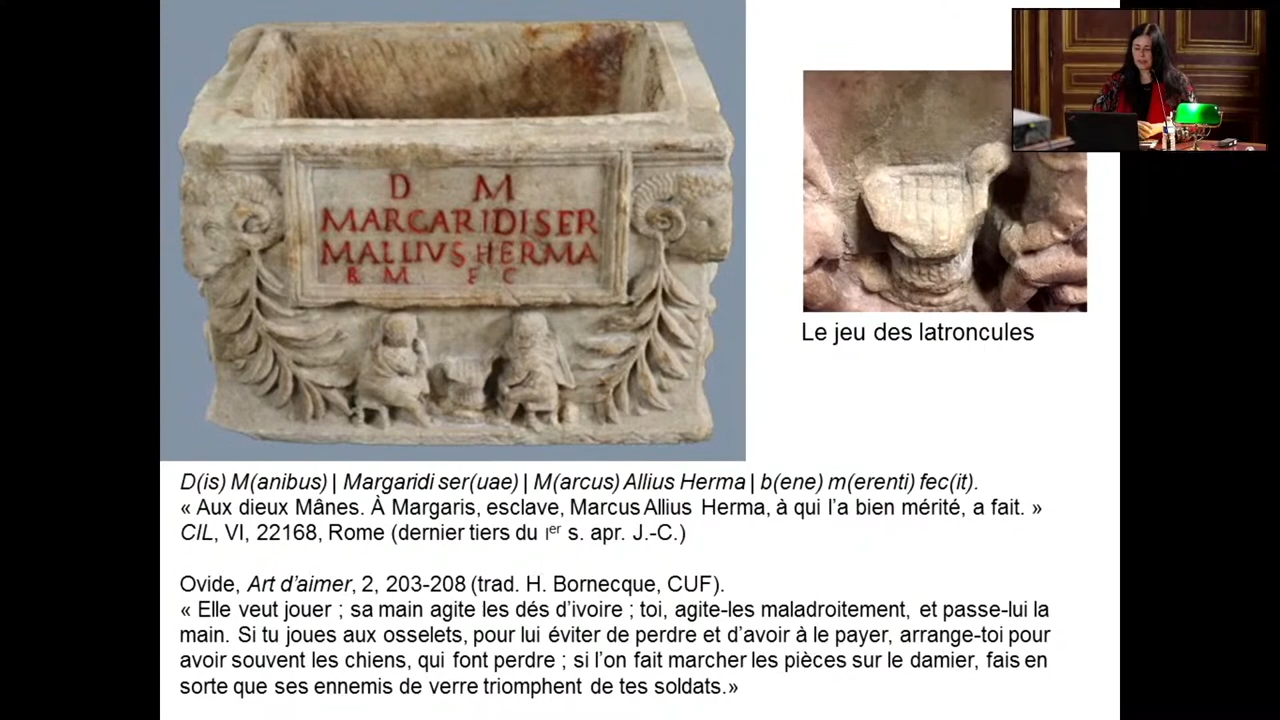 D M
MARGARIDI SER
M ALLIVS HERMA
B M F C
Le jeu des latroncules
D(is) M(anibus) | Margaridi ser(uae) | M(arcus) Allius Herma | b(ene) m(erenti) fec(it).
« Aux dieux Mânes. À Margaris, esclave, Marcus Allius Herma, à qui l’a bien mérité, a fait. »
CIL, VI, 22168, Rome (dernier tiers du Ier s. apr. J.-C.)
Ovide, Art d’aimer, 2, 203-208 (trad. H. Bornecque, CUF).
« Elle veut jouer ; sa main agite les dés d’ivoire ; toi, agite-les maladroitement, et passe-lui la
main. Si tu joues aux osselets, pour lui éviter de perdre et d’avoir à le payer, arrange-toi pour
avoir souvent les chiens, qui font perdre ; si l’on fait marcher les pièces sur le damier, fais en
sorte que ses ennemis de verre triomphent de tes soldats.»